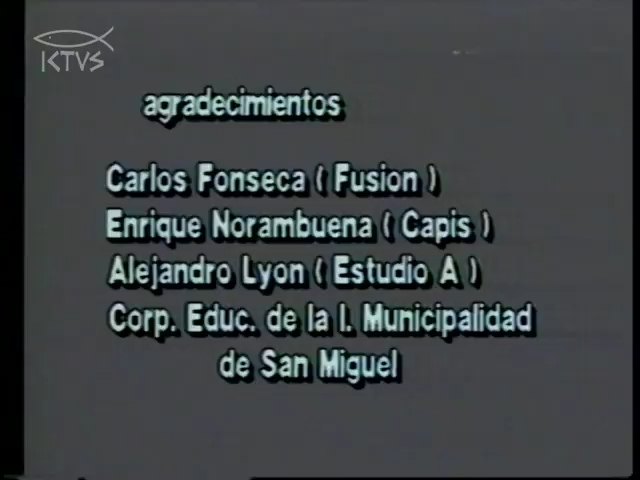 KTVS
agradecimientos
Carlos Fonseca ( Fusion )
Enrique Norambuena ( Capis )
Alejandro Lyon ( Estudio A )
Corp. Educ. de la I. Municipalidad
de San Miguel